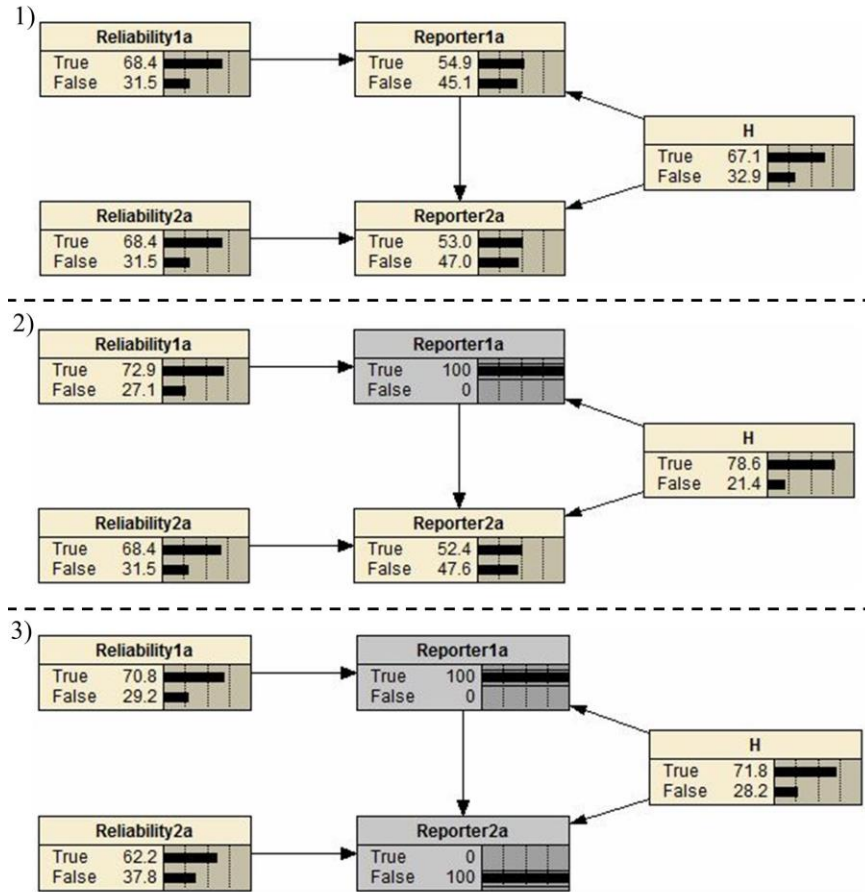 1)
Reliability1a
True 68.4
False 31.5
Reporter1a
True 54.9
False 45.1
H
True 67.1
False 32.9
Reliability2a
True 68.4
False 31.5
Reporter2a
True 53.0
False 47.0
2)
Reliability1a
True 72.9
False 27.1
Reporter1a
True 100
False 0
H
True 78.6
False 21.4
Reliability2a
True 68.4
False 31.5
Reporter2a
True 52.4
False 47.6
3)
Reliability1a
True 70.8
False 29.2
Reporter1a
True 100
False 0
H
True 71.8
False 28.2
Reliability2a
True 62.2
False 37.8
Reporter2a
True 0
False 100